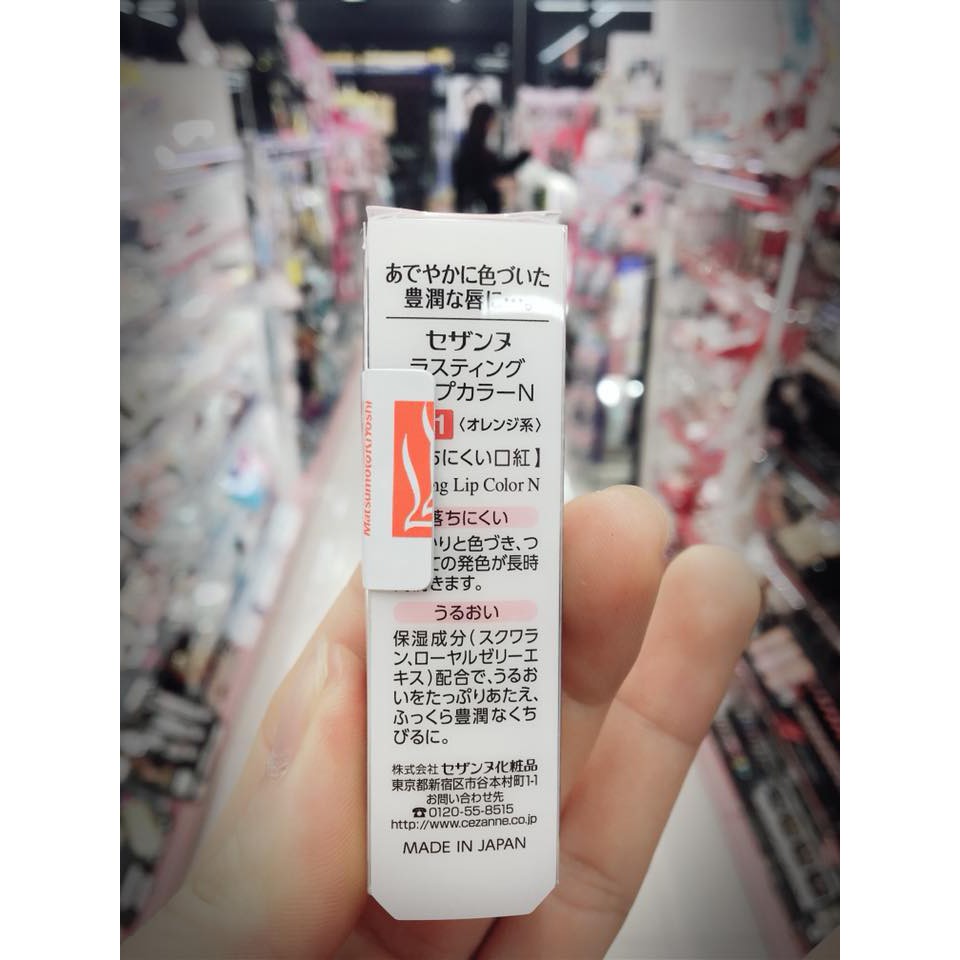 あでやかに色づいた
豊潤な唇に…。
セザンヌ
ラスティング
プカラーN
1 〈オレンジ系〉
ちにくい口紅】
ng Lip Color N
落ちにくい
りと色づき、つ
ての発色が長時
続きます。
うるおい
保湿成分(スクワラ
ン、ローヤルゼリーエ
キス)配合で、うるお
いをたっぷりあたえ、
ふっくら豊潤なくち
びるに。
株式会社 セザンヌ化粧品
東京都新宿区市谷本村町1-1
お問い合わせ先
☎0120-55-8515
http://www.cezanne.co.jp
MADE IN JAPAN
MatsumotoKiyoshi